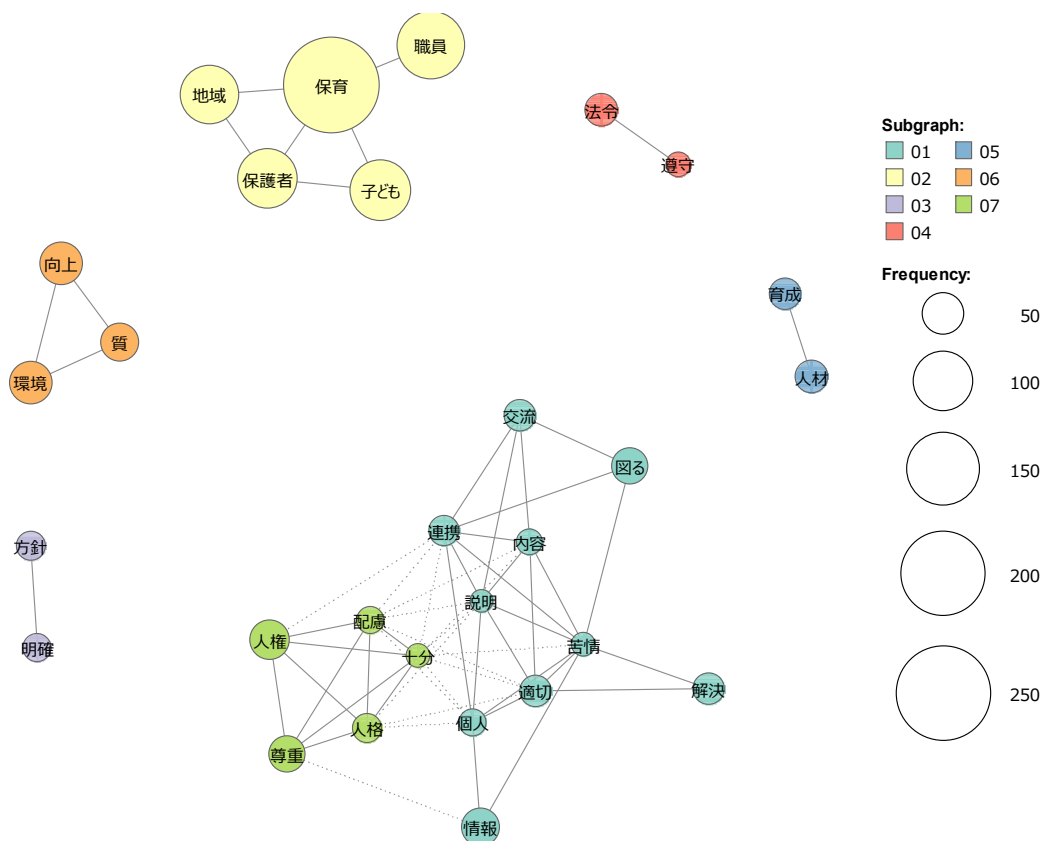 職員
保育
地域
保護者
子ども
法令
遵守
向上
質
環境
育成
人材
交流
図る
連携
内容
方針
明確
説明
配慮
人権
十分
苦情
適切
解決
個人
人格
尊重
情報
Subgraph:
01
05
02
06
03
07
04
Frequency:
50
100
150
200
250